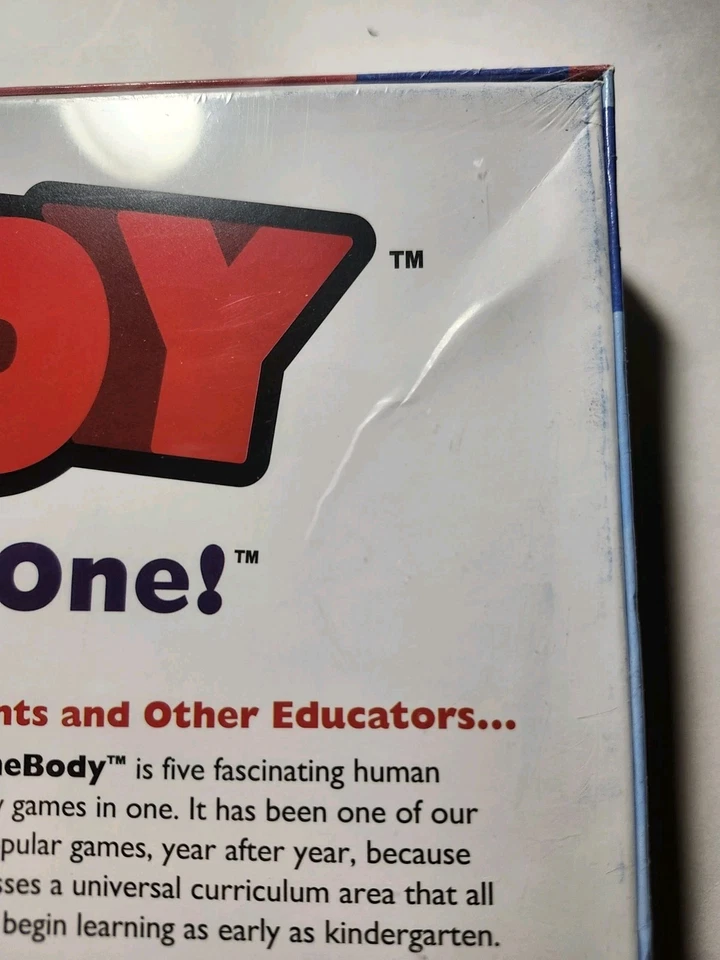 DY™
One!™
nts and Other Educators...
eBody™ is five fascinating human
y games in one. It has been one of our
pular games, year after year, because
sses a universal curriculum area that all
begin learning as early as kindergarten.